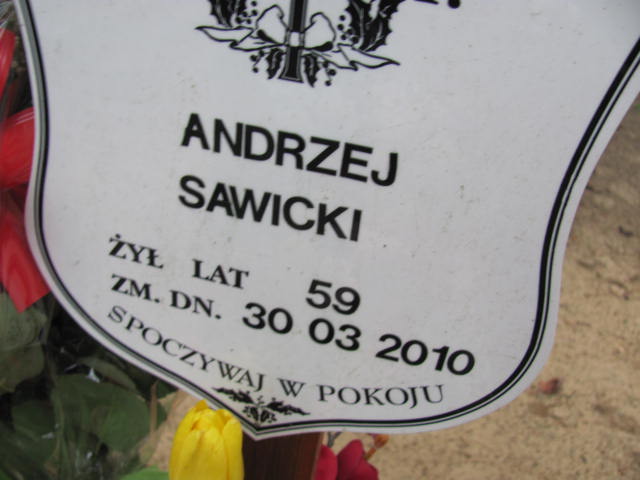 ANDRZEJ
SAWICKI
ŻYŁ LAT 59
ZM. DN. 30 03 2010
SPOCZYWAJ W POKOJU